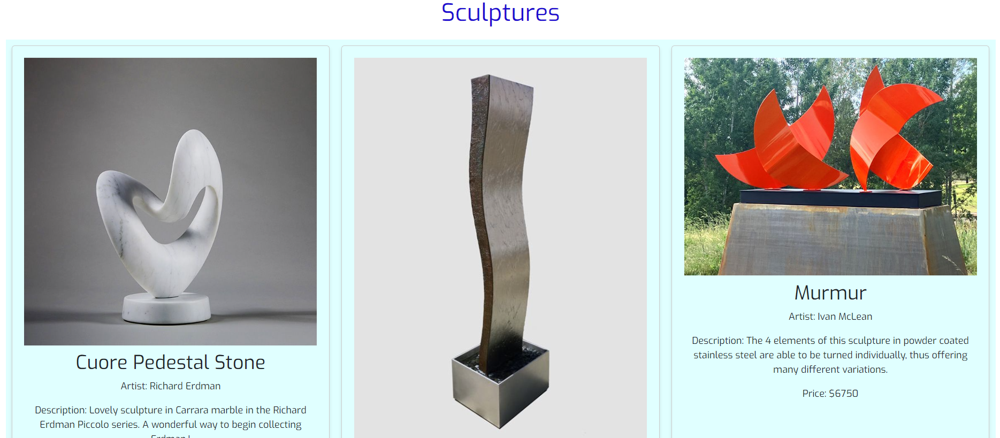 Sculptures
Cuore Pedestal Stone
Artist: Richard Erdman
Description: Lovely sculpture in Carrara marble in the Richard
Erdman Piccolo series. A wonderful way to begin collecting
Erdman!
Murmur
Artist: Ivan McLean
Description: The 4 elements of this sculpture in powder coated
stainless steel are able to be turned individually, thus offering
many different variations.
Price: $6750